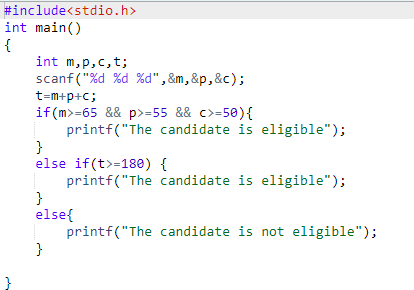 #include<stdio.h>
int main()
{
    int m,p,c,t;
    scanf("%d %d %d",&m,&p,&c);
    t=m+p+c;
    if(m>=65 && p>=55 && c>=50){
        printf("The candidate is eligible");
    }
    else if(t>=180) {
        printf("The candidate is eligible");
    }
    else{
        printf("The candidate is not eligible");
    }

}